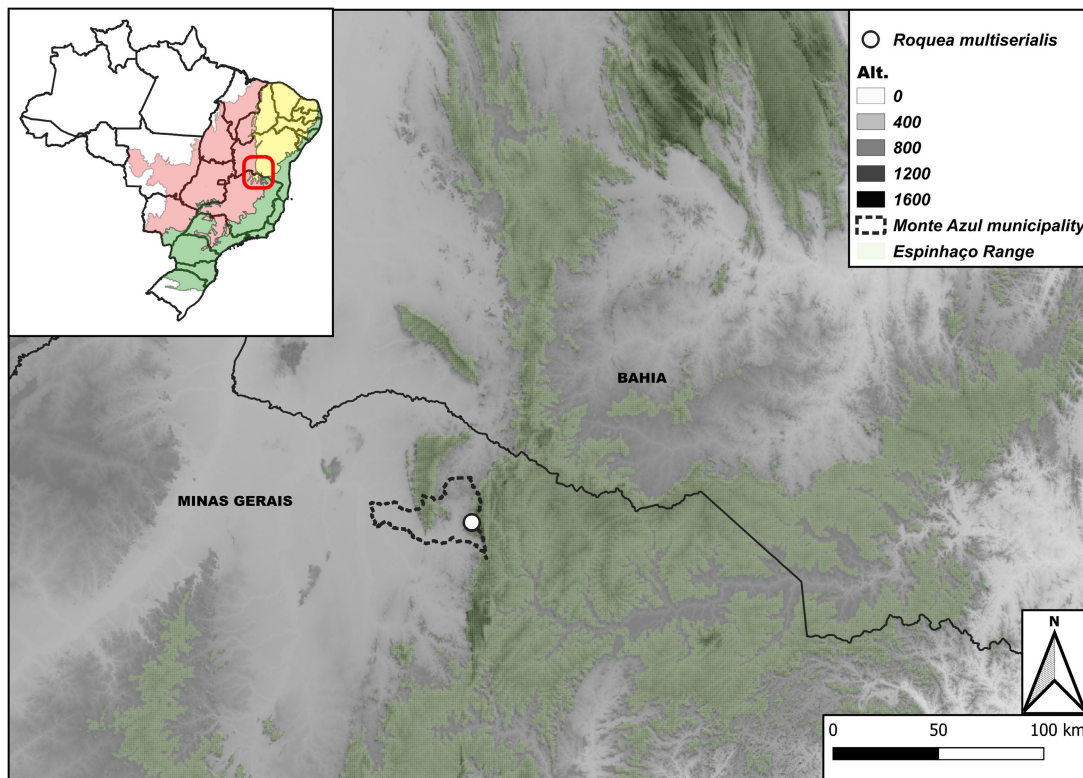 Roquea multiserialis
Alt.
0
400
800
1200
1600
Monte Azul municipality
Espinhaço Range
BAHIA
MINAS GERAIS
N
0 50 100 km